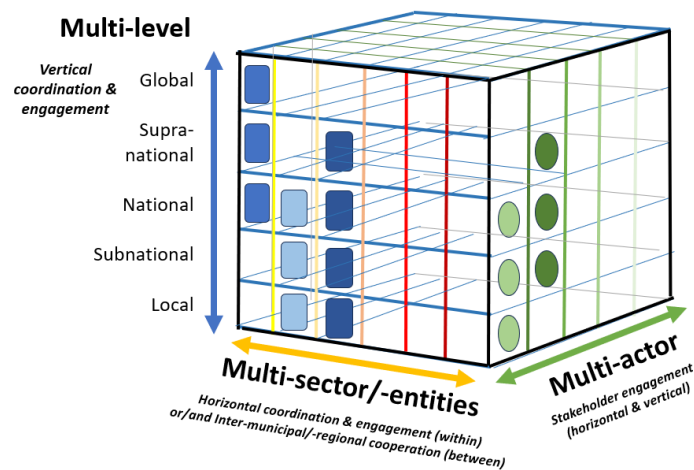 Multi-level
Vertical
coordination &
engagement
Global
Supra-
national
National
Subnational
Local
Multi-sector/-entities
Horizontal coordination & engagement (within)
or/and Inter-municipal/-regional cooperation (between)
Multi-actor
Stakeholder engagement
(horizontal & vertical)